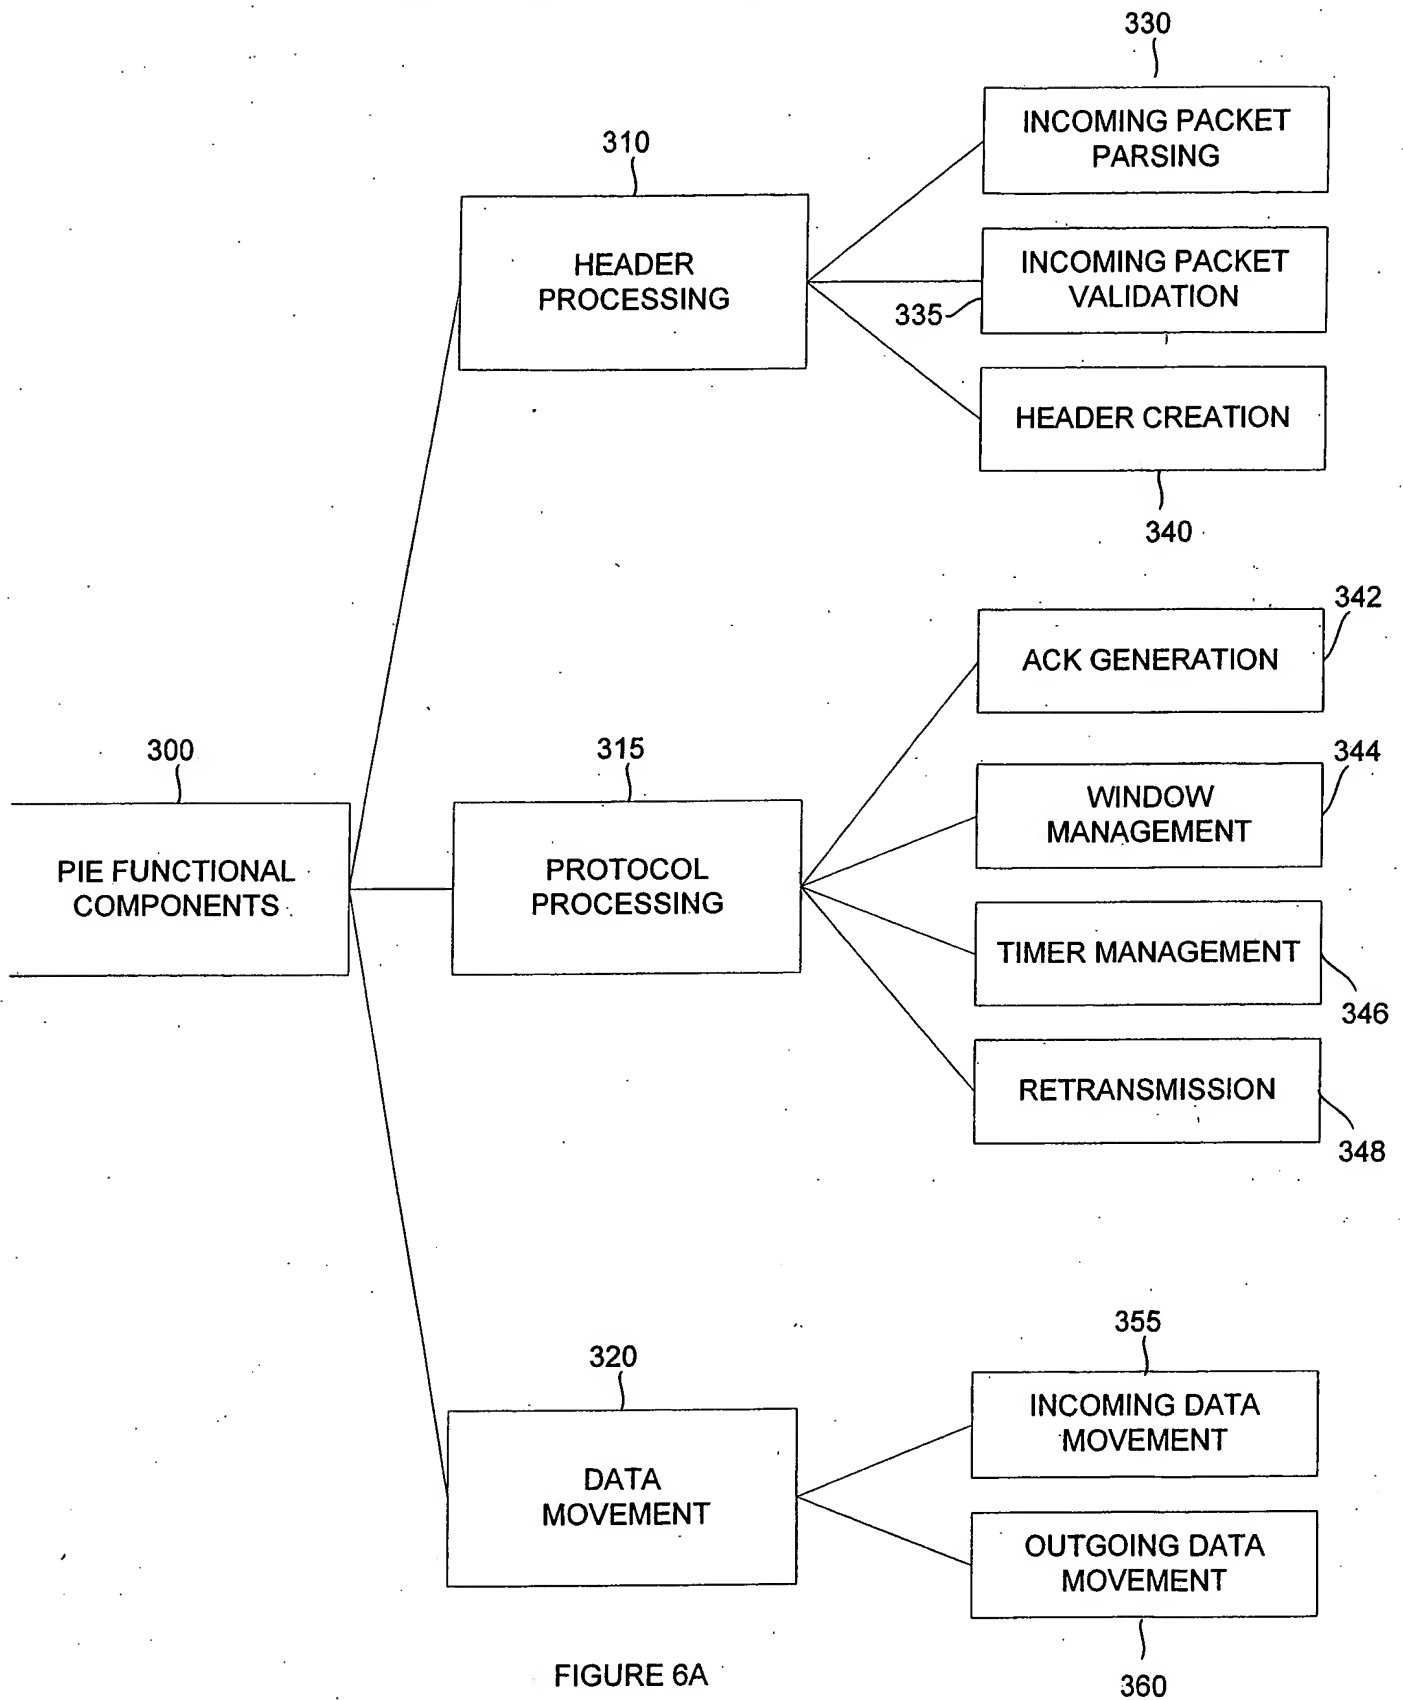 330
INCOMING PACKET
PARSING
310
HEADER
PROCESSING
INCOMING PACKET
VALIDATION
335
HEADER CREATION
340
342
ACK GENERATION
300
PIE FUNCTIONAL
COMPONENTS
315
PROTOCOL
PROCESSING
344
WINDOW
MANAGEMENT
TIMER MANAGEMENT
346
RETRANSMISSION
348
320
DATA
MOVEMENT
355
INCOMING DATA
MOVEMENT
OUTGOING DATA
MOVEMENT
360
FIGURE 6A